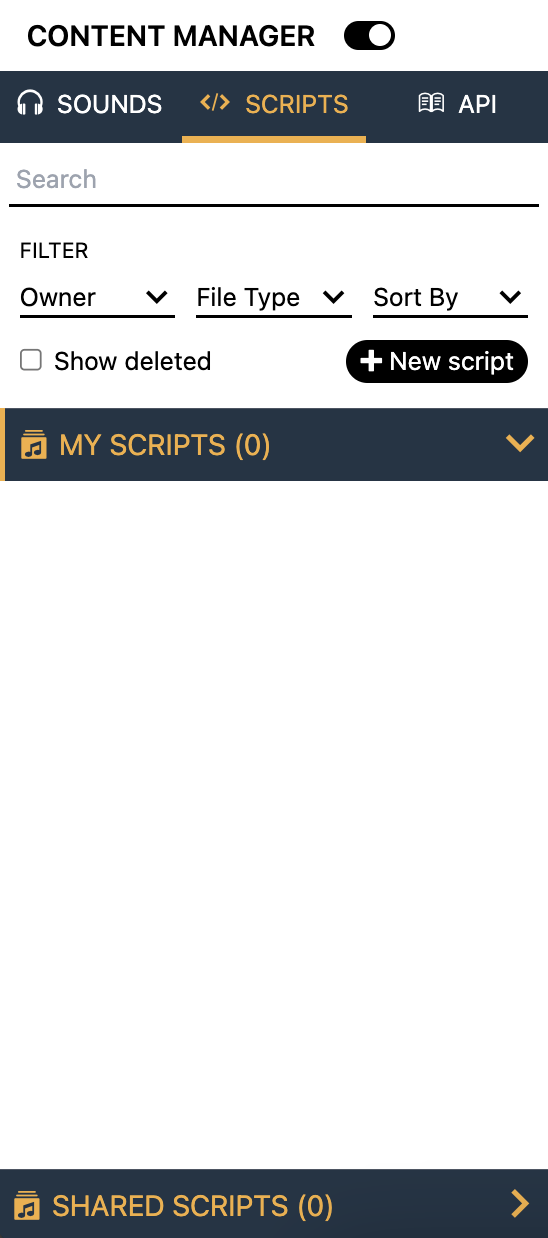 CONTENT MANAGER
SOUNDS </> SCRIPTS API
Search
FILTER
Owner File Type Sort By
Show deleted + New script
MY SCRIPTS (0)
SHARED SCRIPTS (0)